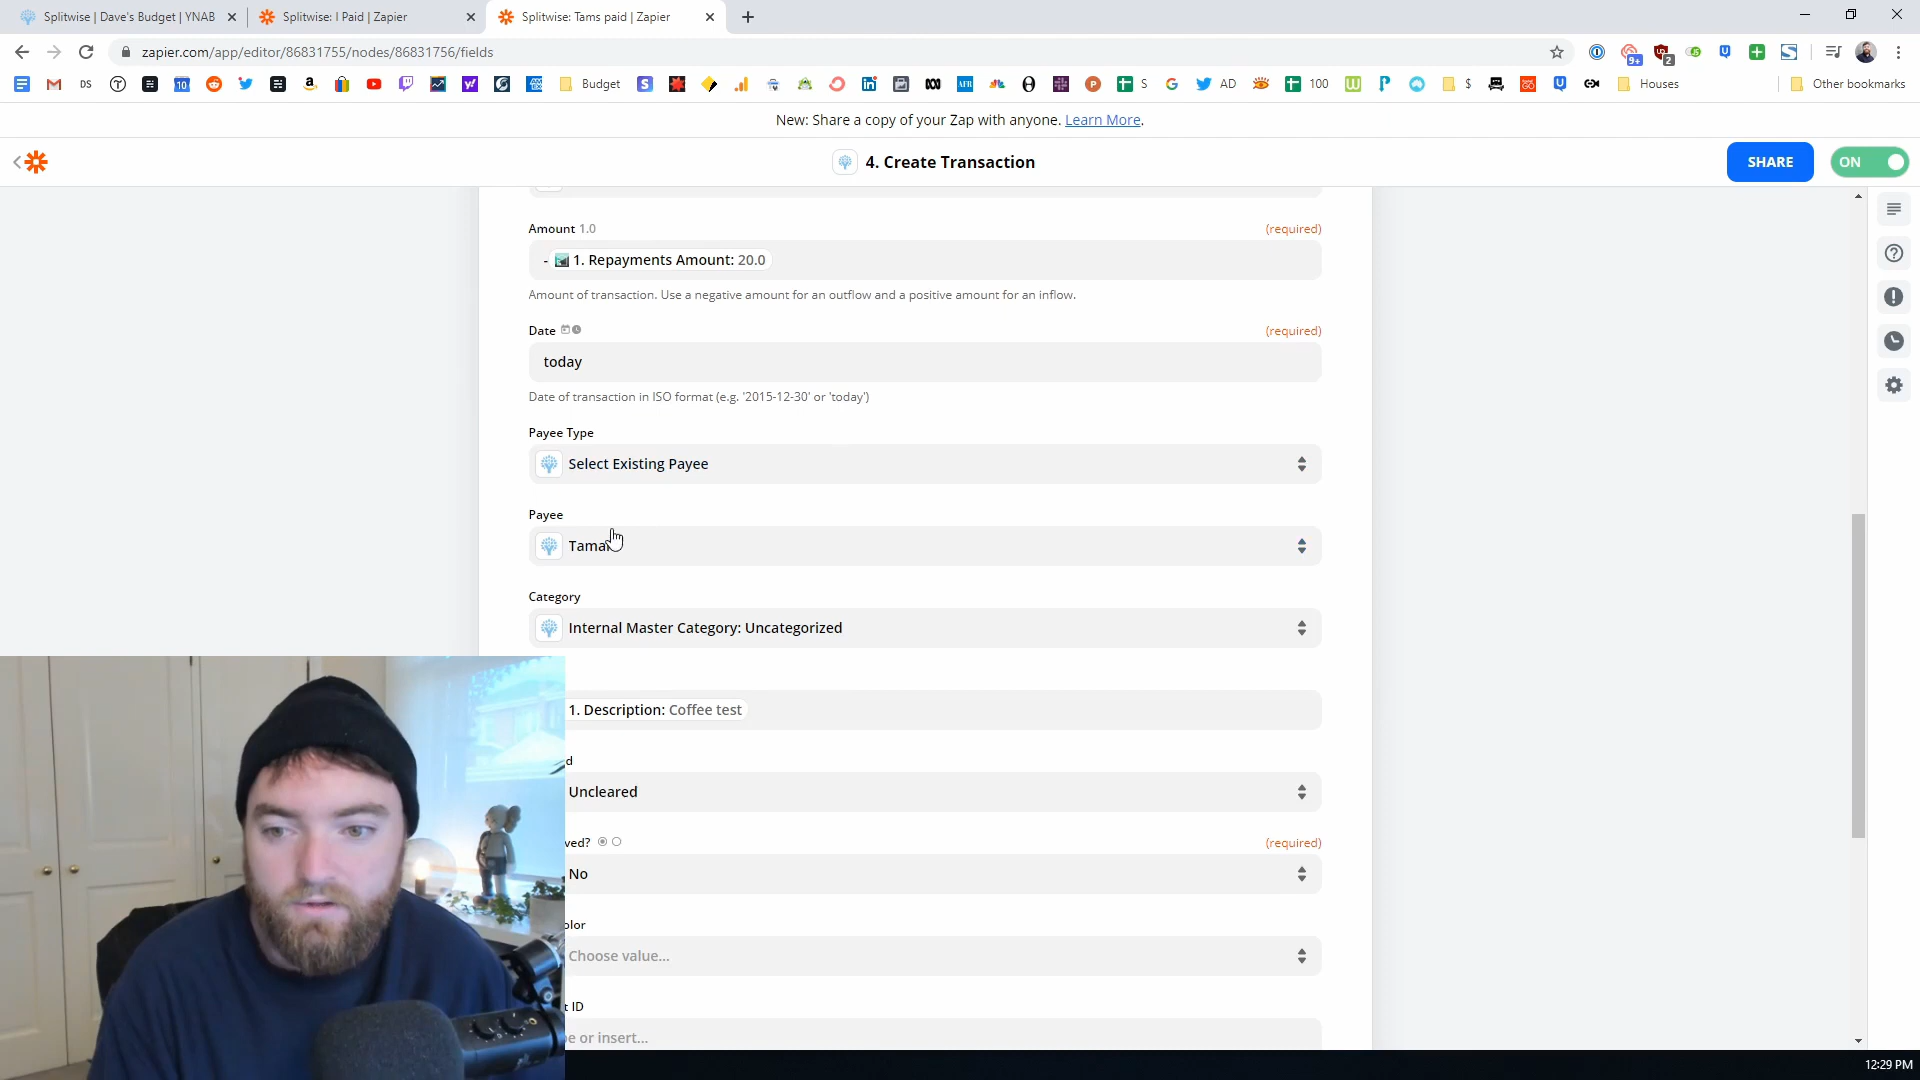 Splitwise | Dave's Budget | YNAB
Splitwise: I Paid | Zapier
Splitwise: Tams paid | Zapier
zapier.com/app/editor/86831755/nodes/86831756/fields
9+
2
DS
10
Budget
S
AD
100
$
Houses
Other bookmarks
New: Share a copy of your Zap with anyone. Learn More.
4. Create Transaction
SHARE
ON
Amount 1.0
(required)
- 1. Repayments Amount: 20.0
Amount of transaction. Use a negative amount for an outflow and a positive amount for an inflow.
Date
(required)
today
Date of transaction in ISO format (e.g. '2015-12-30' or 'today')
Payee Type
Select Existing Payee
Payee
Category
Internal Master Category: Uncategorized
1. Description: Coffee test
d
Uncleared
ved?
(required)
No
olor
Choose value...
t ID
e or insert...
12:29 PM